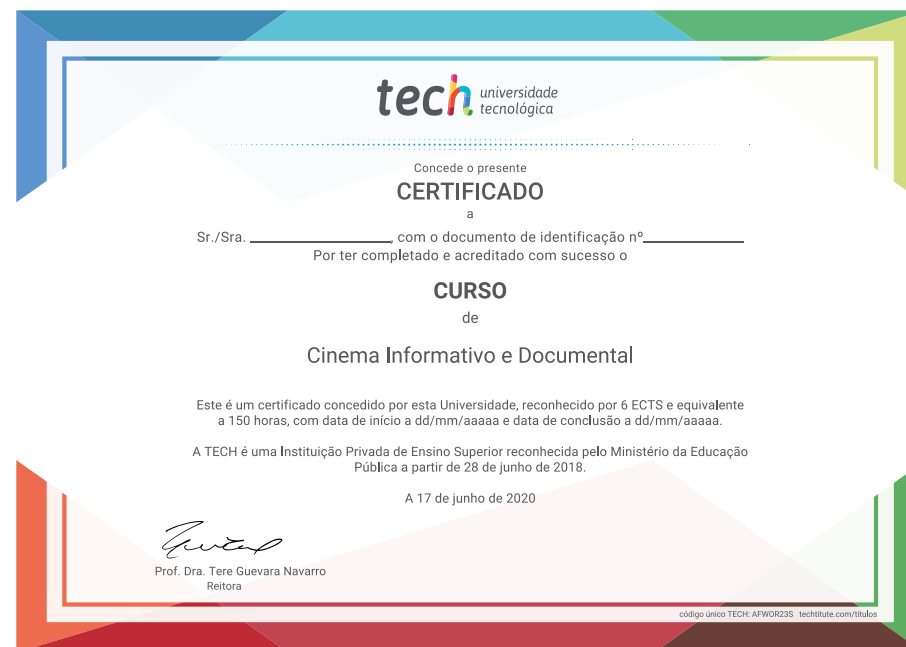 tech universidade
tecnológica
Concede o presente
CERTIFICADO
a
Sr./Sra. ____________, com o documento de identificação nº____________
Por ter completado e acreditado com sucesso o
CURSO
de
Cinema Informativo e Documental
Este é um certificado concedido por esta Universidade, reconhecido por 6 ECTS e equivalente
a 150 horas, com data de início a dd/mm/aaaaa e data de conclusão a dd/mm/aaaaa.
A TECH é uma Instituição Privada de Ensino Superior reconhecida pelo Ministério da Educação
Pública a partir de 28 de junho de 2018.
A 17 de junho de 2020
Prof. Dra. Tere Guevara Navarro
Reitora
código único TECH: AFWOR23S techtitute.com/titulos